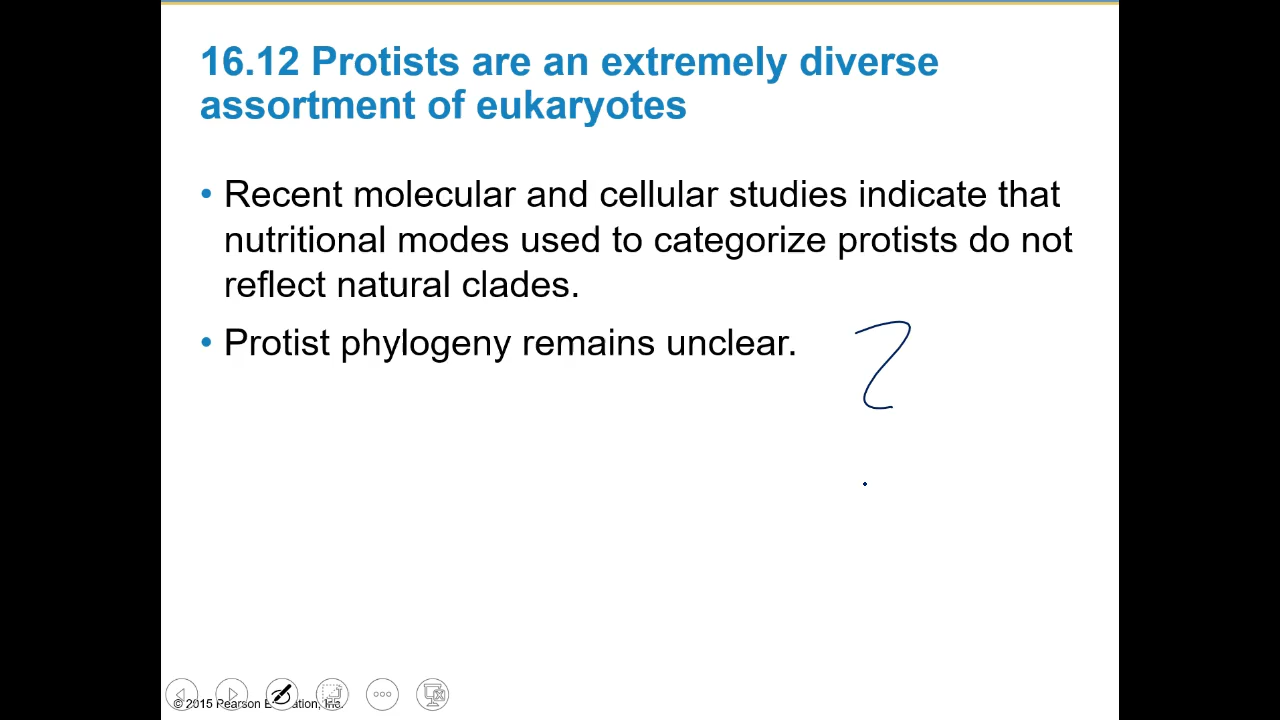 16.12 Protists are an extremely diverse
assortment of eukaryotes
• Recent molecular and cellular studies indicate that
nutritional modes used to categorize protists do not
reflect natural clades.
• Protist phylogeny remains unclear.
?
© 2015 Pearson Education, Inc.